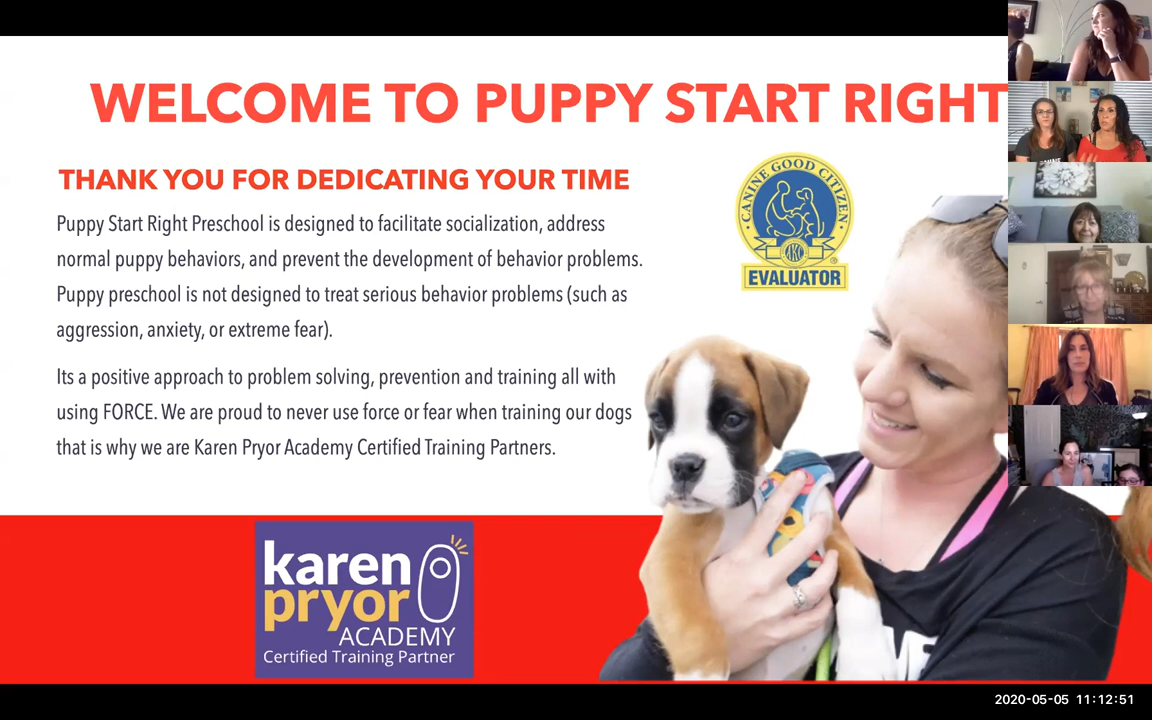 WELCOME TO PUPPY START RIGHT
THANK YOU FOR DEDICATING YOUR TIME
Puppy Start Right Preschool is designed to facilitate socialization, address
normal puppy behaviors, and prevent the development of behavior problems.
Puppy preschool is not designed to treat serious behavior problems (such as
aggression, anxiety, or extreme fear).
Its a positive approach to problem solving, prevention and training all with
using FORCE. We are proud to never use force or fear when training our dogs
that is why we are Karen Pryor Academy Certified Training Partners.
CANINE GOOD CITIZEN
AKC
®
EVALUATOR
karen
pryor
ACADEMY
Certified Training Partner
2020-05-05 11:12:51